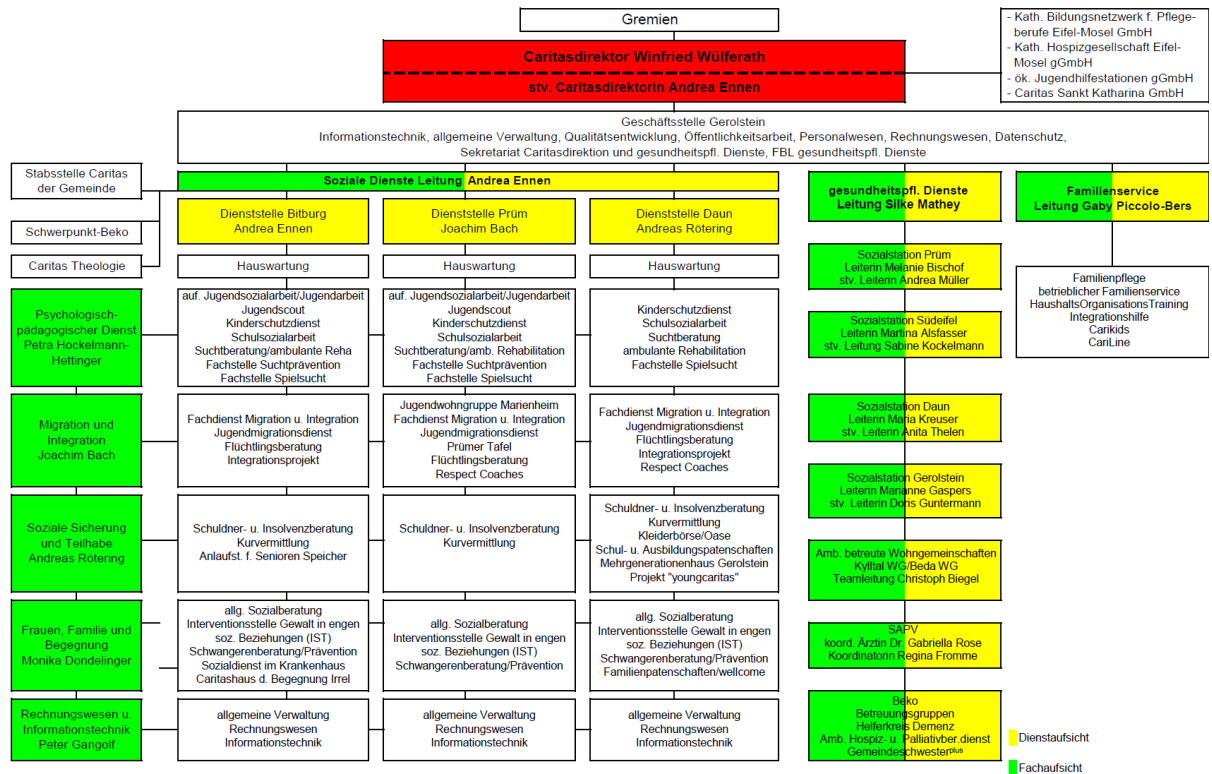 Gremien
Caritasdirektor Winfried Wülferath
stv. Caritasdirektorin Andrea Ennen
- Kath. Bildungsnetzwerk f. Pflege-
berufe Eifel-Mosel GmbH
- Kath. Hospizgesellschaft Eifel-
Mosel gGmbH
- ök. Jugendhilfestationen gGmbH
- Caritas Sankt Katharina GmbH
Geschäftsstelle Gerolstein
Informationstechnik, allgemeine Verwaltung, Qualitätsentwicklung, Öffentlichkeitsarbeit, Personalwesen, Rechnungswesen, Datenschutz,
Sekretariat Caritasdirektion und gesundheitspfl. Dienste, FBL gesundheitspfl. Dienste
Stabsstelle Caritas
der Gemeinde
Schwerpunkt-Beko
Caritas Theologie
Soziale Dienste Leitung Andrea Ennen
Dienststelle Bitburg
Andrea Ennen
Dienststelle Prüm
Joachim Bach
Dienststelle Daun
Andreas Rötering
Hauswartung
Hauswartung
Hauswartung
Psychologisch-
pädagogischer Dienst
Petra Hockelmann-
Hettinger
auf. Jugendsozialarbeit/Jugendarbeit
Jugendscout
Kinderschutzdienst
Schulsozialarbeit
Suchtberatung/ambulante Reha
Fachstelle Suchtprävention
Fachstelle Spielsucht
auf. Jugendsozialarbeit/Jugendarbeit
Jugendscout
Kinderschutzdienst
Schulsozialarbeit
Suchtberatung/amb. Rehabilitation
Fachstelle Suchtprävention
Fachstelle Spielsucht
Kinderschutzdienst
Schulsozialarbeit
Suchtberatung
ambulante Rehabilitation
Fachstelle Spielsucht
Migration und
Integration
Joachim Bach
Fachdienst Migration u. Integration
Jugendmigrationsdienst
Flüchtlingsberatung
Integrationsprojekt
Jugendwohngruppe Marienheim
Fachdienst Migration u. Integration
Jugendmigrationsdienst
Prümer Tafel
Flüchtlingsberatung
Respect Coaches
Fachdienst Migration u. Integration
Jugendmigrationsdienst
Flüchtlingsberatung
Integrationsprojekt
Respect Coaches
Soziale Sicherung
und Teilhabe
Andreas Rötering
Schuldner- u. Insolvenzberatung
Kurvermittlung
Anlaufst. f. Senioren Speicher
Schuldner- u. Insolvenzberatung
Kurvermittlung
Schuldner- u. Insolvenzberatung
Kurvermittlung
Kleiderbörse/Oase
Schul- u. Ausbildungspatenschaften
Mehrgenerationenhaus Gerolstein
Projekt "youngcaritas"
Frauen, Familie und
Begegnung
Monika Dondelinger
allg. Sozialberatung
Interventionsstelle Gewalt in engen
soz. Beziehungen (IST)
Schwangerenberatung/Prävention
Sozialdienst im Krankenhaus
Caritashaus d. Begegnung Irrel
allg. Sozialberatung
Interventionsstelle Gewalt in engen
soz. Beziehungen (IST)
Schwangerenberatung/Prävention
allg. Sozialberatung
Interventionsstelle Gewalt in engen
soz. Beziehungen (IST)
Schwangerenberatung/Prävention
Familienpatenschaften/wellcome
Rechnungswesen u.
Informationstechnik
Peter Gangolf
allgemeine Verwaltung
Rechnungswesen
Informationstechnik
allgemeine Verwaltung
Rechnungswesen
Informationstechnik
allgemeine Verwaltung
Rechnungswesen
Informationstechnik
gesundheitspfl. Dienste
Leitung Silke Mathey
Sozialstation Prüm
Leiterin Melanie Bischof
stv. Leiterin Andrea Müller
Sozialstation Südeifel
Leiterin Martina Alsfasser
stv. Leitung Sabine Kockelmann
Sozialstation Daun
Leiterin Maria Kreuser
stv. Leiterin Anita Thelen
Sozialstation Gerolstein
Leiterin Marianne Gaspers
stv. Leiterin Doris Guntermann
Amb. betreute Wohngemeinschaften
Kylltal WG/Beda WG
Teamleitung Christoph Biegel
SAPV
koord. Ärztin Dr. Gabriella Rose
Koordinatorin Regina Fromme
Beko
Betreuungsgruppen
Helferkreis Demenz
Amb. Hospiz- u. Palliativber.dienst
Gemeindeschwesterplus
Familienservice
Leitung Gaby Piccolo-Bers
Familienpflege
betrieblicher Familienservice
HaushaltsOrganisationsTraining
Integrationshilfe
Carikids
CariLine
Dienstaufsicht
Fachaufsicht